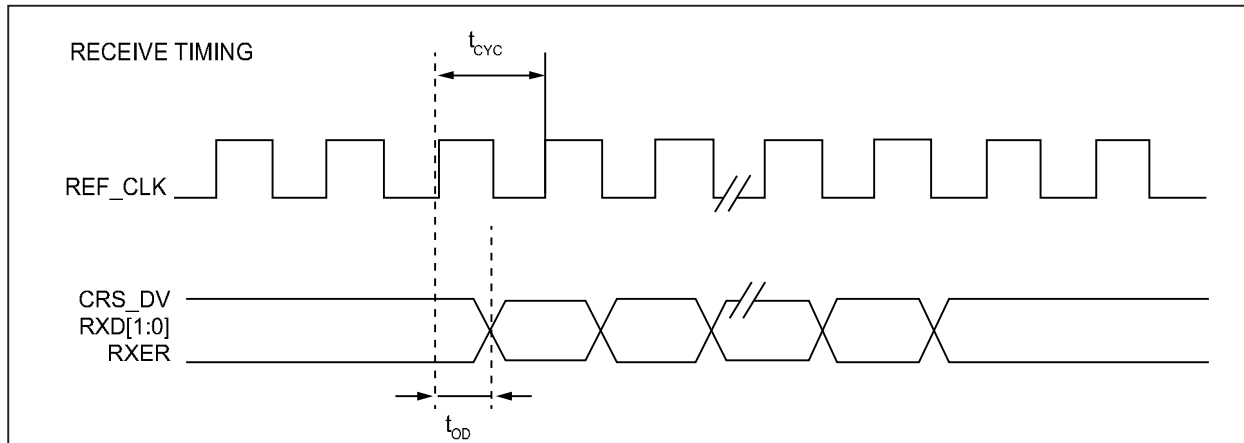 RECEIVE TIMING
tCYC
REF_CLK
CRS_DV
RXD[1:0]
RXER
tOD